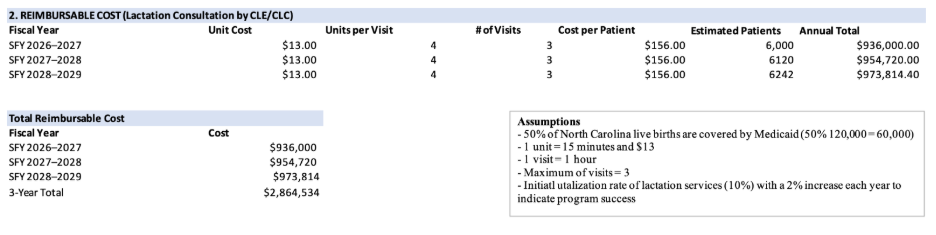 2. REIMBURSABLE COST (Lactation Consultation by CLE/CLC)
Fiscal Year Unit Cost Units per Visit # of Visits Cost per Patient Estimated Patients Annual Total
SFY 2026–2027 $13.00 4 3 $156.00 6,000 $936,000.00
SFY 2027–2028 $13.00 4 3 $156.00 6120 $954,720.00
SFY 2028–2029 $13.00 4 3 $156.00 6242 $973,814.40
Total Reimbursable Cost
Fiscal Year Cost
SFY 2026–2027 $936,000
SFY 2027–2028 $954,720
SFY 2028–2029 $973,814
3-Year Total $2,864,534
Assumptions
- 50% of North Carolina live births are covered by Medicaid (50% 120,000 = 60,000)
- 1 unit = 15 minutes and $13
- 1 visit = 1 hour
- Maximum of visits = 3
- Initiatl utalization rate of lactation services (10%) with a 2% increase each year to
indicate program success